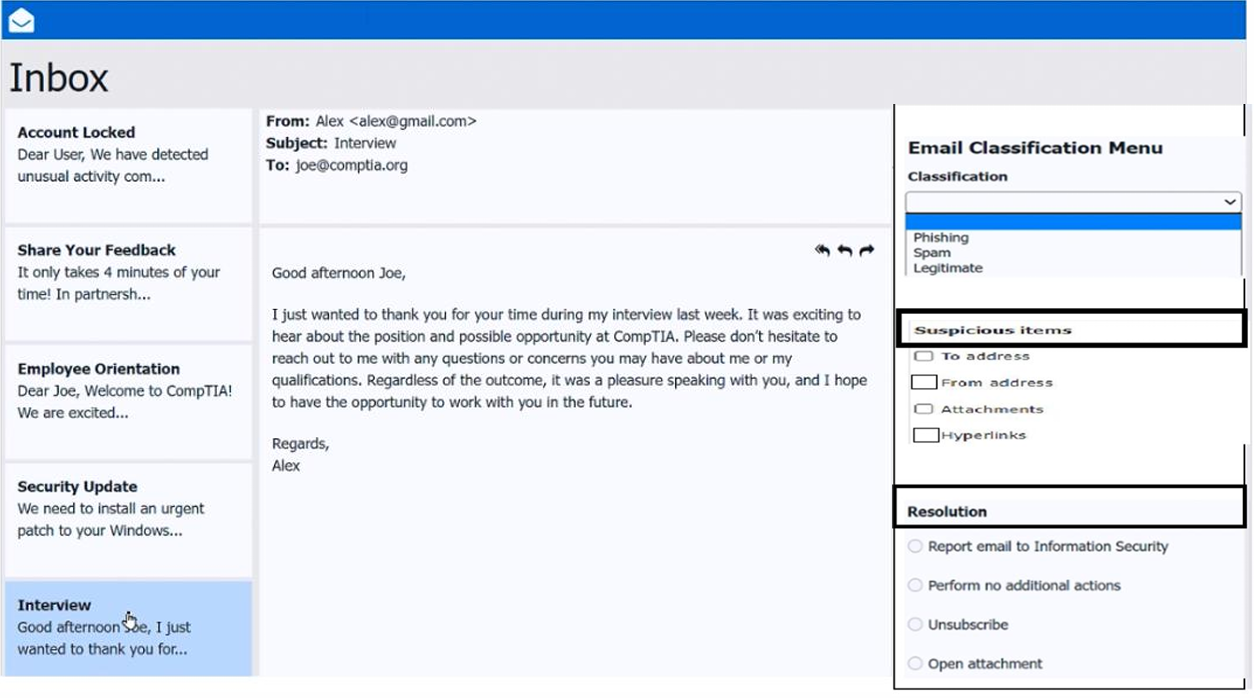 Inbox
Account Locked
Dear User, We have detected
unusual activity com...
Share Your Feedback
It only takes 4 minutes of your
time! In partnersh...
Employee Orientation
Dear Joe, Welcome to CompTIA!
We are excited...
Security Update
We need to install an urgent
patch to your Windows...
Interview
Good afternoon Joe, I just
wanted to thank you for...
From: Alex <alex@gmail.com>
Subject: Interview
To: joe@comptia.org
Good afternoon Joe,
I just wanted to thank you for your time during my interview last week. It was exciting to
hear about the position and possible opportunity at CompTIA. Please don't hesitate to
reach out to me with any questions or concerns you may have about me or my
qualifications. Regardless of the outcome, it was a pleasure speaking with you, and I hope
to have the opportunity to work with you in the future.
Regards,
Alex
Email Classification Menu
Classification
Phishing
Spam
Legitimate
Suspicious items
To address
From address
Attachments
Hyperlinks
Resolution
Report email to Information Security
Perform no additional actions
Unsubscribe
Open attachment